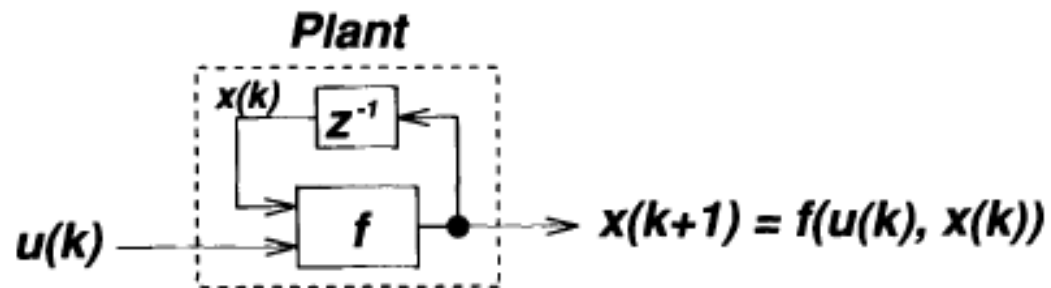 Plant
x(k)
z⁻¹
f
u(k)
x(k+1) = f(u(k), x(k))